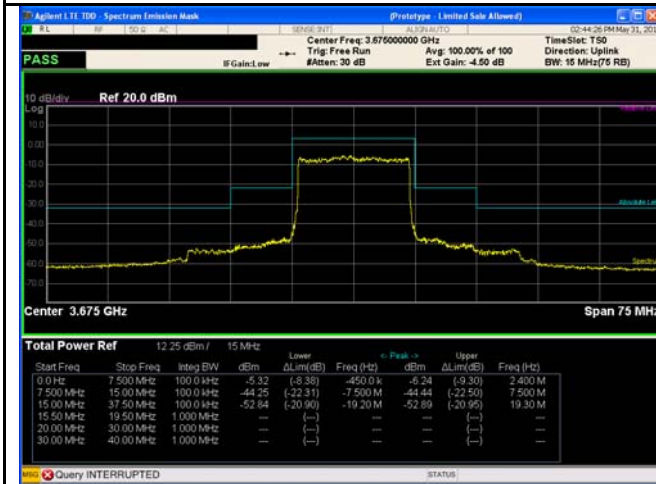 Agilent LTE TDD - Spectrum Emission Mask (Prototype - Limited Sale Allowed)
RL RF 50 Ω AC SENSE:INT ALIGN AUTO 02:44:26 PM May 31, 201
Center Freq: 3.675000000 GHz TimeSlot: TS0
Trig: Free Run Avg: 100.00% of 100 Direction: Uplink
PASS IFGain:Low #Atten: 30 dB Ext Gain: -4.50 dB BW: 15 MHz(75 RB)
10 dB/div Ref 20.0 dBm
Log
10.0
0.00
-10.0
-20.0
-30.0
Absolute Lim
-40.0
-50.0
-60.0
Spectru
-70.0
Center 3.675 GHz Span 75 MHz
Total Power Ref 12.25 dBm / 15 MHz
Lower <- Peak -> Upper
Start Freq Stop Freq Integ BW dBm ΔLim(dB) Freq (Hz) dBm ΔLim(dB) Freq (Hz)
0.0 Hz 7.500 MHz 100.0 kHz -5.32 (-8.38) -450.0 k -6.24 (-9.30) 2.400 M
7.500 MHz 15.00 MHz 100.0 kHz -44.25 (-22.31) -7.500 M -44.44 (-22.50) 7.500 M
15.00 MHz 37.50 MHz 100.0 kHz -52.84 (-20.90) -19.20 M -52.89 (-20.95) 19.30 M
15.50 MHz 19.50 MHz 1.000 MHz --- (---) --- --- (---) ---
20.00 MHz 30.00 MHz 1.000 MHz --- (---) --- --- (---) ---
30.00 MHz 40.00 MHz 1.000 MHz --- (---) --- --- (---) ---
MSG Query INTERRUPTED STATUS